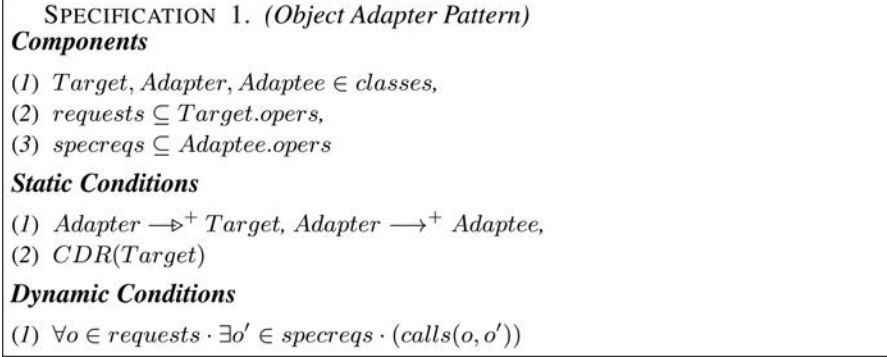 SPECIFICATION 1. (Object Adapter Pattern)
Components
(1) Target, Adapter, Adaptee ∈ classes,
(2) requests ⊆ Target.opers,
(3) specreqs ⊆ Adaptee.opers
Static Conditions
(1) Adapter —▷⁺ Target, Adapter ⟶⁺ Adaptee,
(2) CDR(Target)
Dynamic Conditions
(1) ∀o ∈ requests · ∃o′ ∈ specreqs · (calls(o, o′))